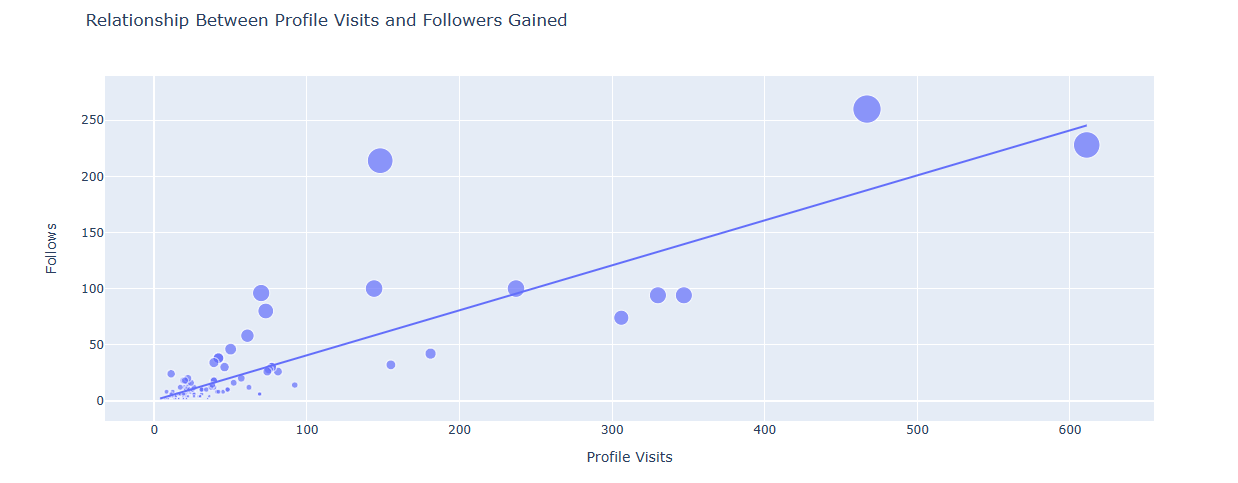 Relationship Between Profile Visits and Followers Gained
250
200
150
100
50
0
Follows
0 100 200 300 400 500 600
Profile Visits